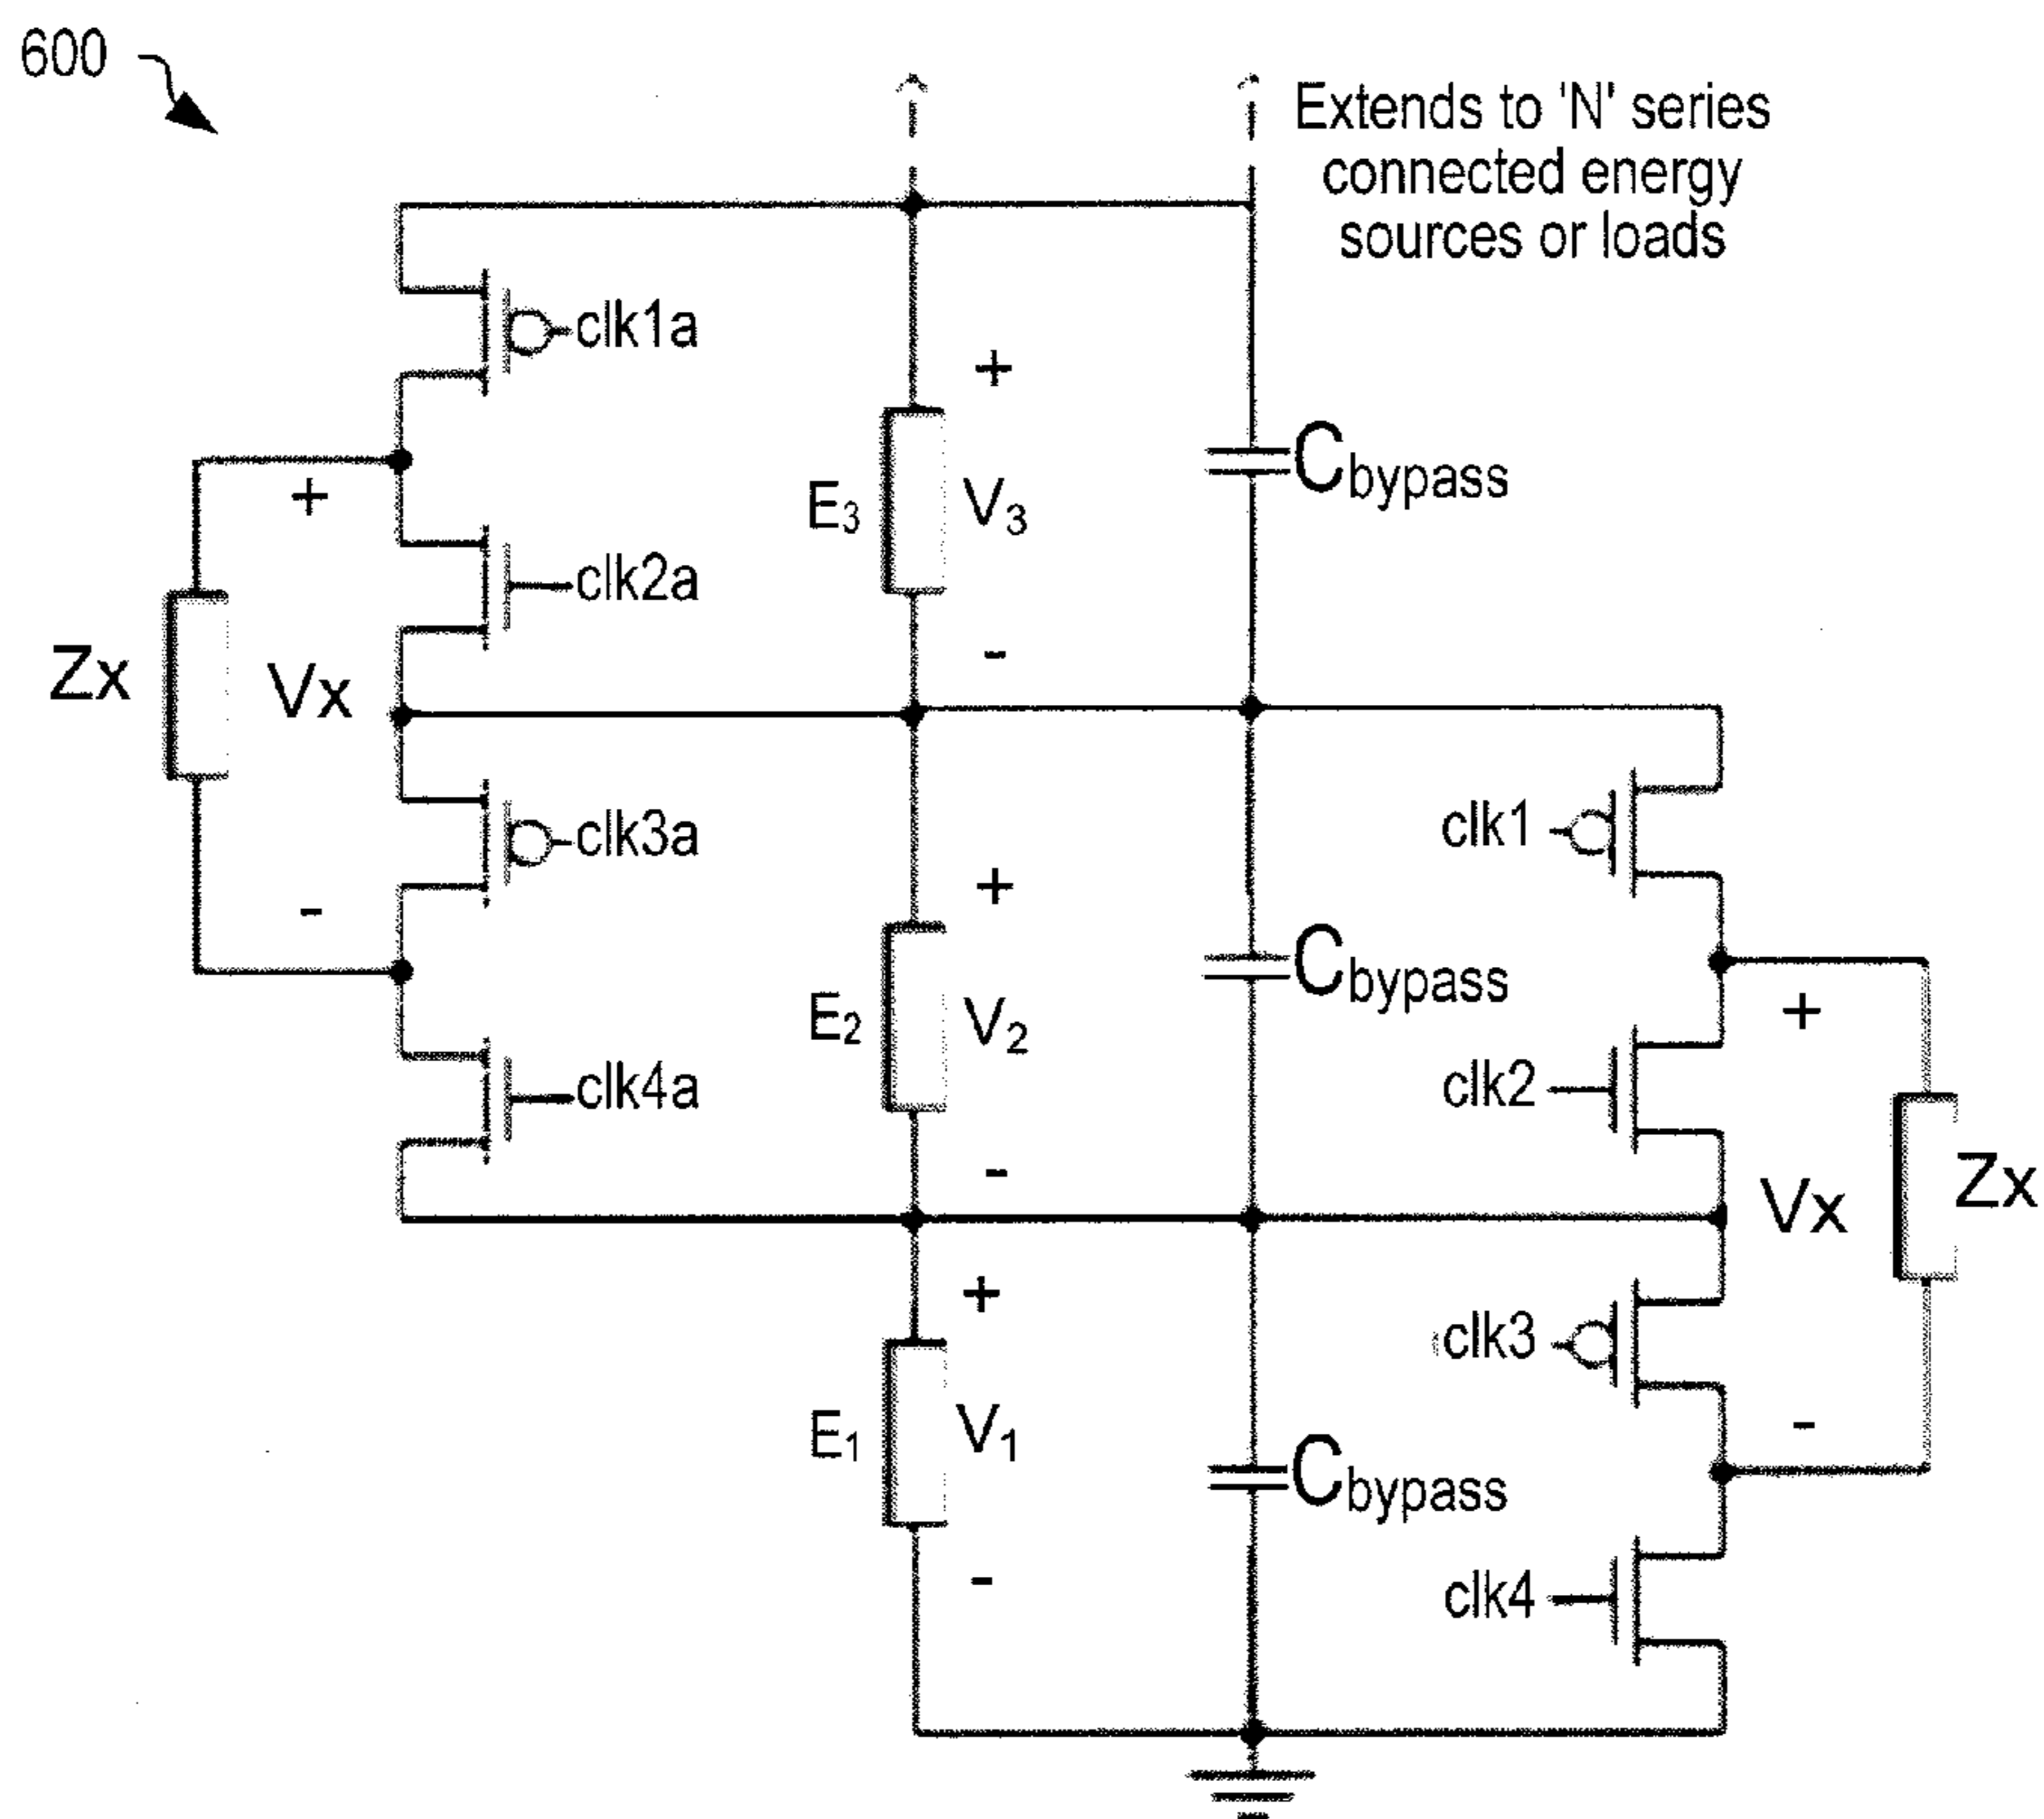 600
Extends to 'N' series
connected energy
sources or loads
clk1a
+
E3 V3
Cbypass
+
clk2a
-
Zx Vx
clk3a
clk1
-
+
E2 V2
Cbypass
+
clk4a
clk2
-
Vx Zx
+
clk3
E1 V1
-
Cbypass
-
clk4